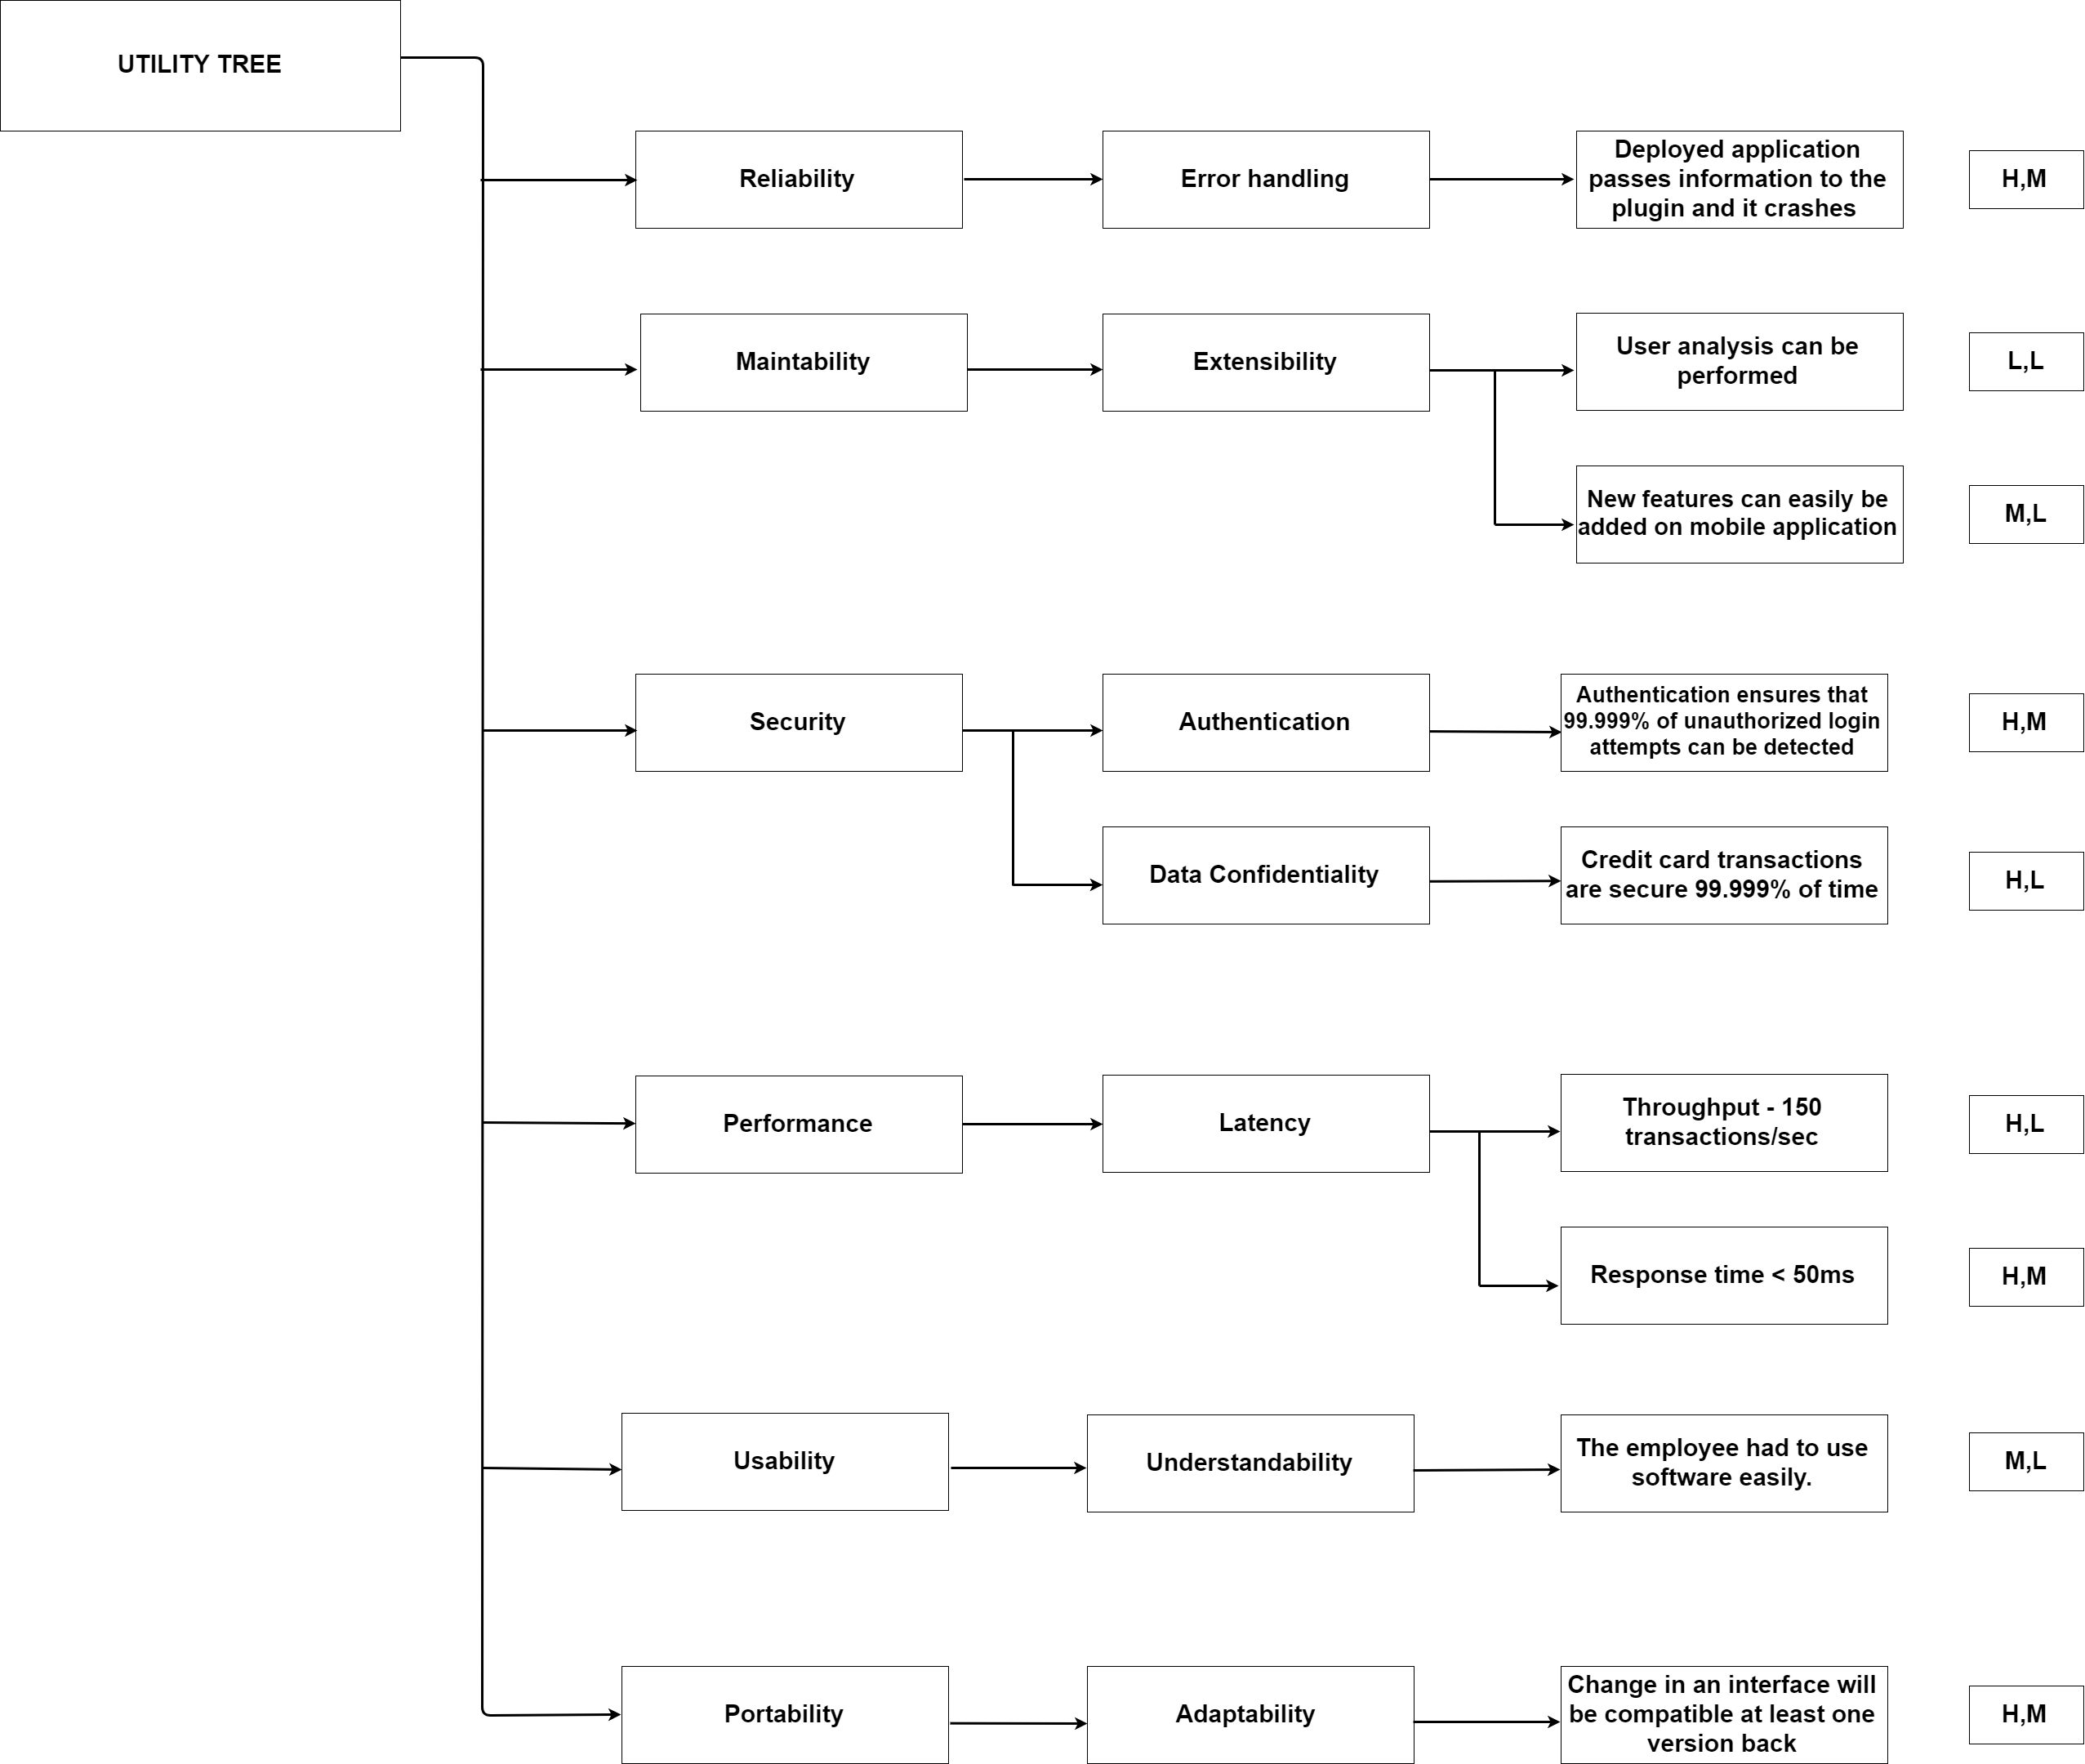 UTILITY TREE
Reliability
Error handling
Deployed application
passes information to the
plugin and it crashes
H,M
Maintability
Extensibility
User analysis can be
performed
L,L
New features can easily be
added on mobile application
M,L
Security
Authentication
Authentication ensures that
99.999% of unauthorized login
attempts can be detected
H,M
Data Confidentiality
Credit card transactions
are secure 99.999% of time
H,L
Performance
Latency
Throughput - 150
transactions/sec
H,L
Response time < 50ms
H,M
Usability
Understandability
The employee had to use
software easily.
M,L
Portability
Adaptability
Change in an interface will
be compatible at least one
version back
H,M